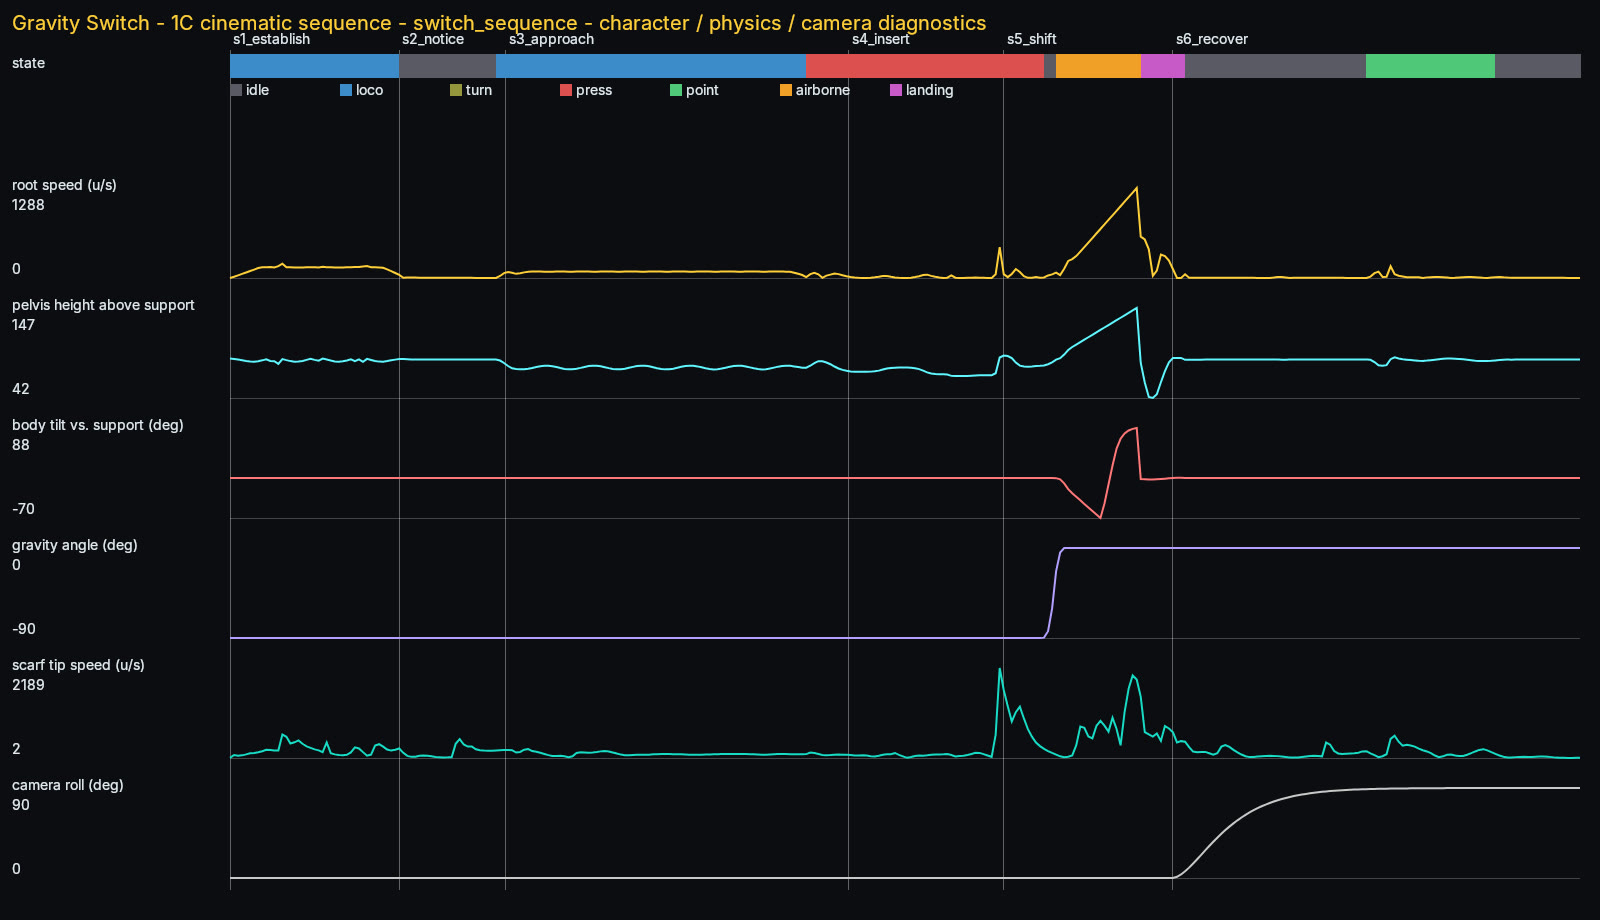 Gravity Switch - 1C cinematic sequence - switch_sequence - character / physics / camera diagnostics
s1_establish s2_notice s3_approach s4_insert s5_shift s6_recover
state
idle loco turn press point airborne landing
root speed (u/s)
1288
0
pelvis height above support
147
42
body tilt vs. support (deg)
88
-70
gravity angle (deg)
0
-90
scarf tip speed (u/s)
2189
2
camera roll (deg)
90
0